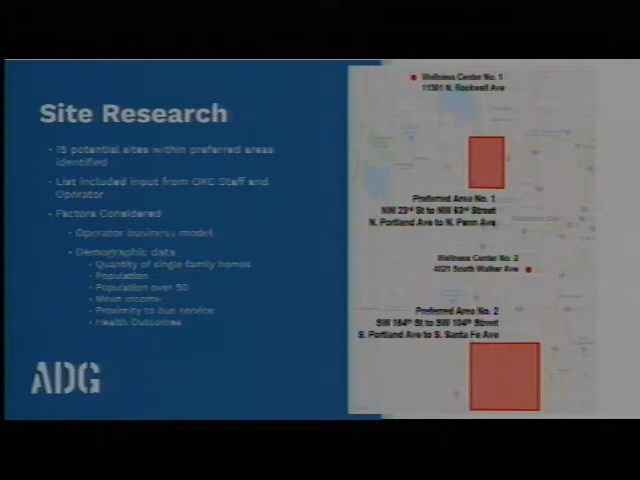 Site Research
• 15 potential sites within preferred areas
identified
• List included input from OKC Staff and
Operator
• Factors Considered
• Operator business model
• Demographic data
• Quantity of single family homes
• Population
• Population over 50
• Mean income
• Proximity to bus service
• Health Outcomes
ADG
Wellness Center No. 1
11501 N. Rockwell Ave
Preferred Area No. 1
NW 23rd St to NW 63rd Street
N. Portland Ave to N. Penn Ave
Wellness Center No. 2
4021 South Walker Ave
Preferred Area No. 2
SW 164th St to SW 104th Street
S. Portland Ave to S. Santa Fe Ave